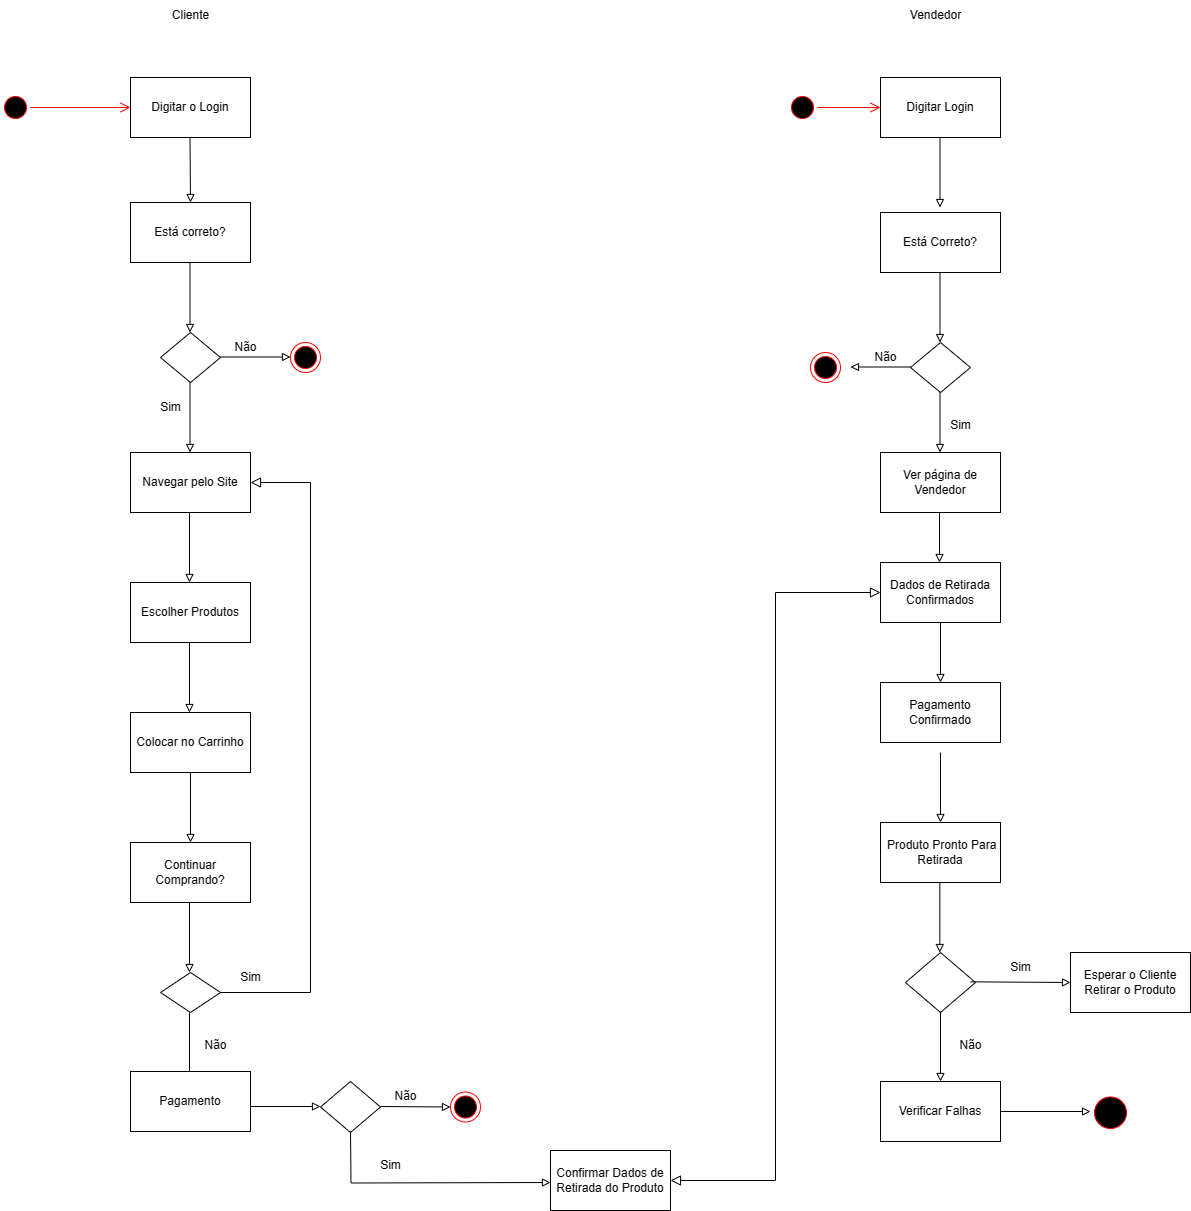 Cliente
Vendedor
Digitar o Login
Digitar Login
Está correto?
Está Correto?
Não
Sim
Não
Sim
Navegar pelo Site
Ver página de
Vendedor
Escolher Produtos
Dados de Retirada
Confirmados
Colocar no Carrinho
Pagamento
Confirmado
Continuar
Comprando?
Produto Pronto Para
Retirada
Sim
Sim
Esperar o Cliente
Retirar o Produto
Não
Não
Pagamento
Não
Verificar Falhas
Sim
Confirmar Dados de
Retirada do Produto